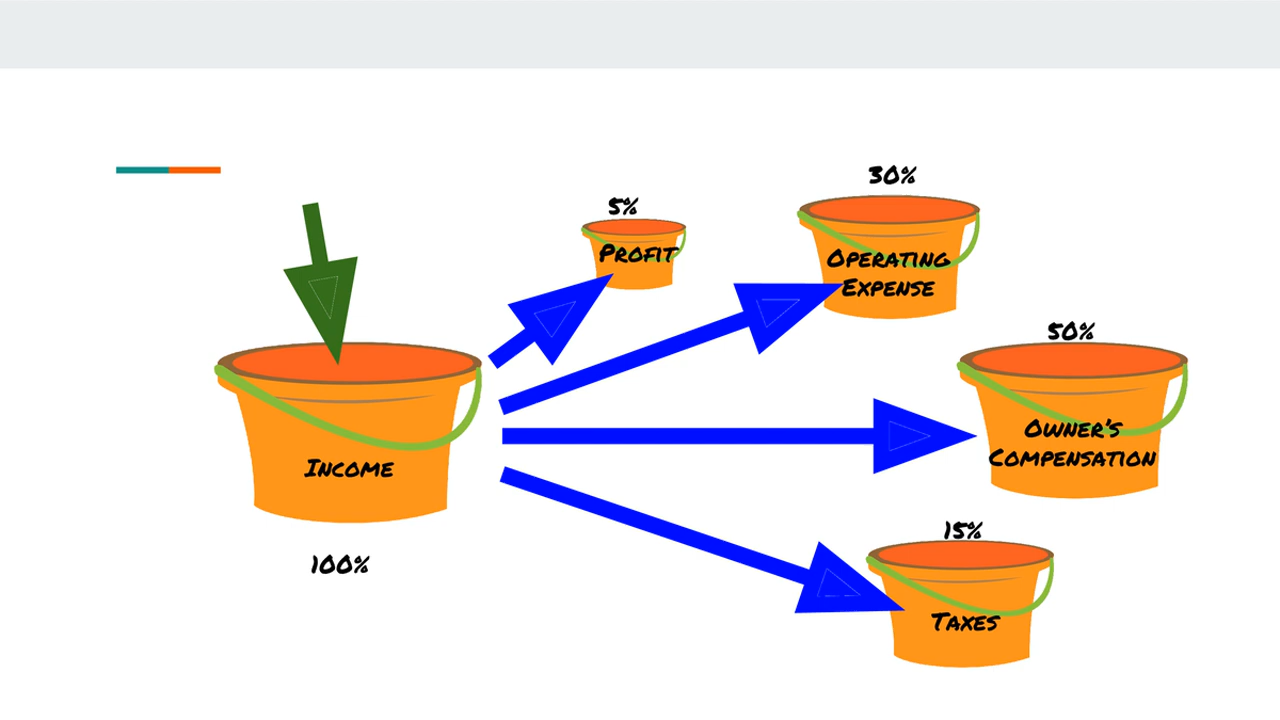 30%
5%
Profit
Operating
Expense
50%
Owner's
Compensation
Income
100%
15%
Taxes